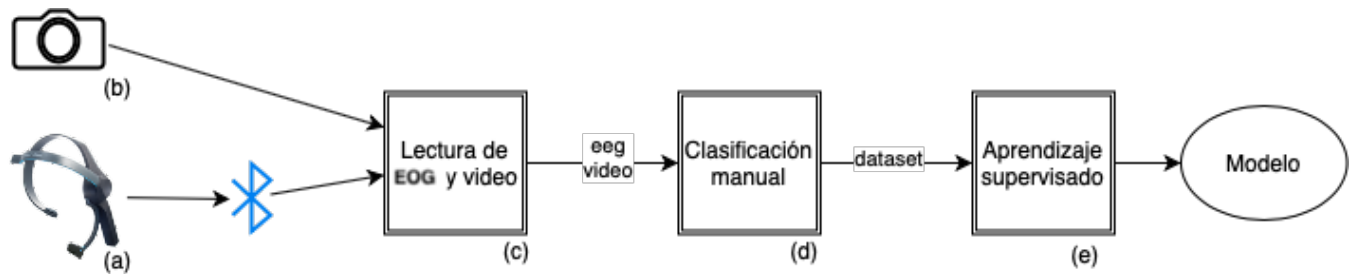 (b)
(a)
Lectura de
EOG y video
(c)
eeg
video
Clasificación
manual
(d)
dataset
Aprendizaje
supervisado
(e)
Modelo